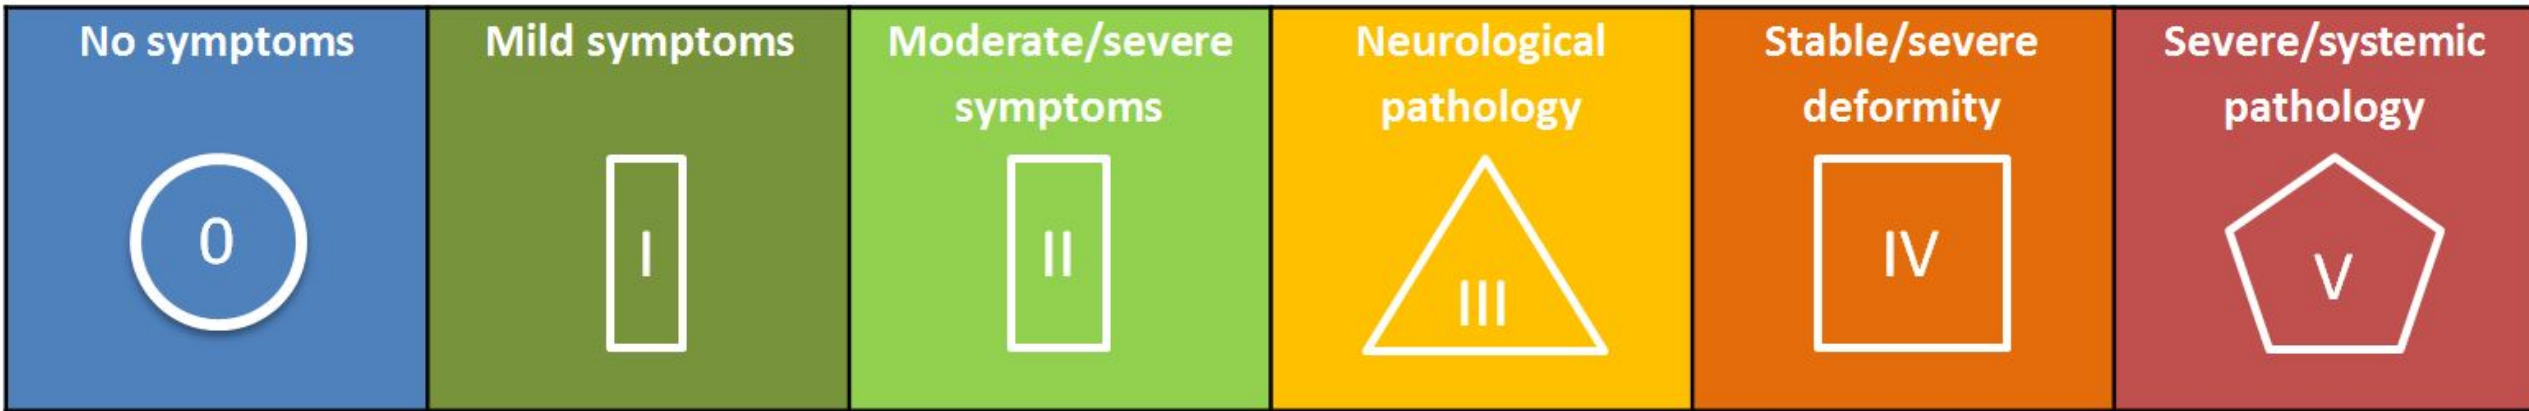 No symptoms
0
Mild symptoms
I
Moderate/severe
symptoms
II
Neurological
pathology
III
Stable/severe
deformity
IV
Severe/systemic
pathology
V